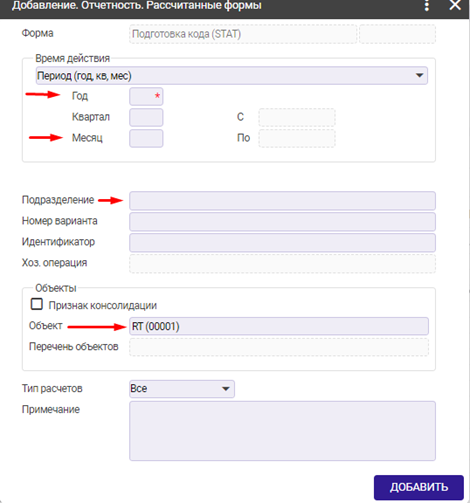 Добавление. Отчетность. Рассчитанные формы
Форма Подготовка кода (STAT)
Время действия
Период (год, кв, мес)
Год *
Квартал С
Месяц По
Подразделение
Номер варианта
Идентификатор
Хоз. операция
Объекты
Признак консолидации
Объект RT (00001)
Перечень объектов
Тип расчетов Все
Примечание
ДОБАВИТЬ